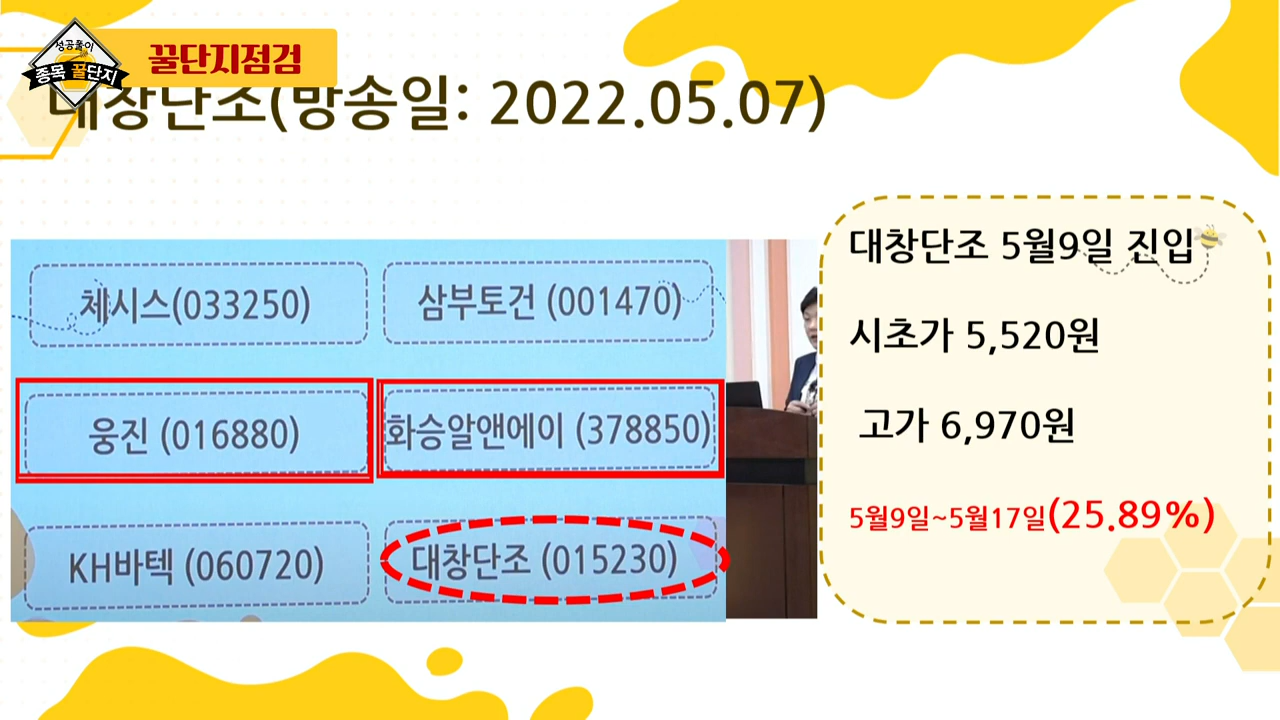 성공풀이
종목 꿀단지
꿀단지점검
대창단조(방송일: 2022.05.07)
체시스(033250)
삼부토건 (001470)
웅진 (016880)
화승알앤에이 (378850)
KH바텍 (060720)
대창단조 (015230)
대창단조 5월9일 진입
시초가 5,520원
고가 6,970원
5월9일~5월17일(25.89%)